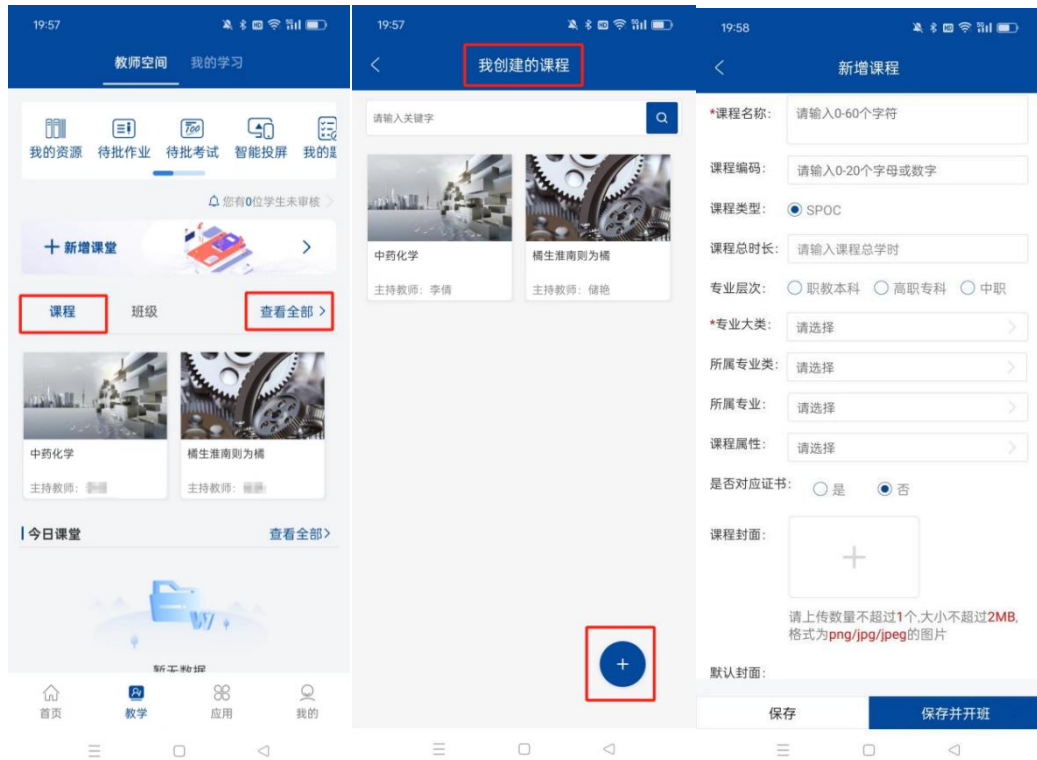 19:57
教师空间 我的学习
我的资源 待批作业 待批考试 智能投屏 我的题
您有0位学生未审核
新增课堂
课程 班级 查看全部
中药化学 橘生淮南则为橘
主持教师: 主持教师:
今日课堂 查看全部
暂无数据
首页 教学 应用 我的
19:57
我创建的课程
请输入关键字
中药化学 橘生淮南则为橘
主持教师: 李倩 主持教师: 储艳
19:58
新增课程
*课程名称: 请输入0-60个字符
课程编码: 请输入0-20个字母或数字
课程类型: SPOC
课程总时长: 请输入课程总学时
专业层次: 职教本科 高职专科 中职
*专业大类: 请选择
所属专业类: 请选择
所属专业: 请选择
课程属性: 请选择
是否对应证书: 是 否
课程封面:
请上传数量不超过1个,大小不超过2MB,
格式为png/jpg/jpeg的图片
默认封面:
保存 保存并开班